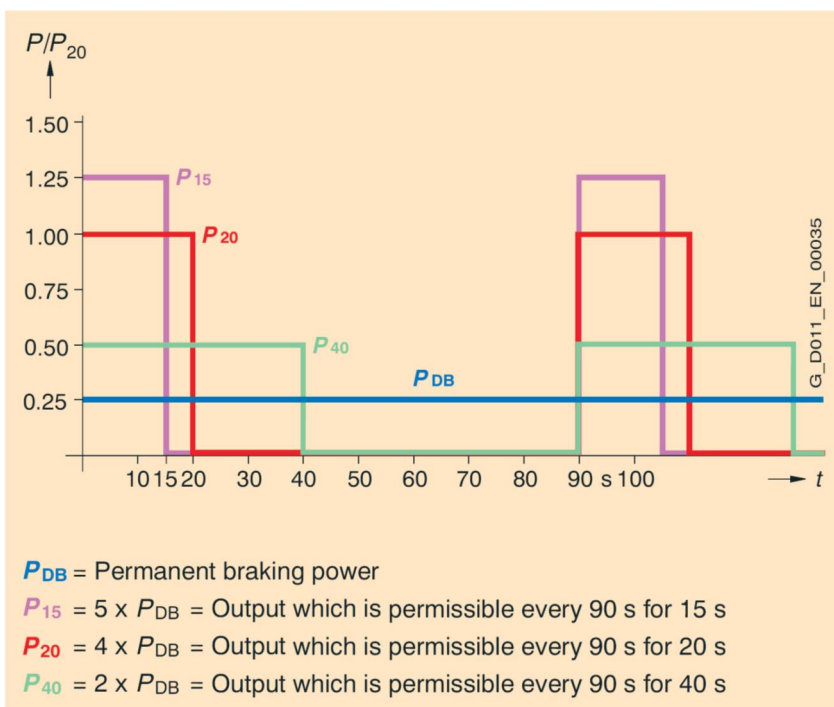 P/P20
1.50
1.25
P15
1.00
P20
0.75
0.50
P40
PDB
0.25
10 15 20 30 40 50 60 70 80 90 s 100 t
G_D011_EN_00035
PDB = Permanent braking power
P15 = 5 x PDB = Output which is permissible every 90 s for 15 s
P20 = 4 x PDB = Output which is permissible every 90 s for 20 s
P40 = 2 x PDB = Output which is permissible every 90 s for 40 s